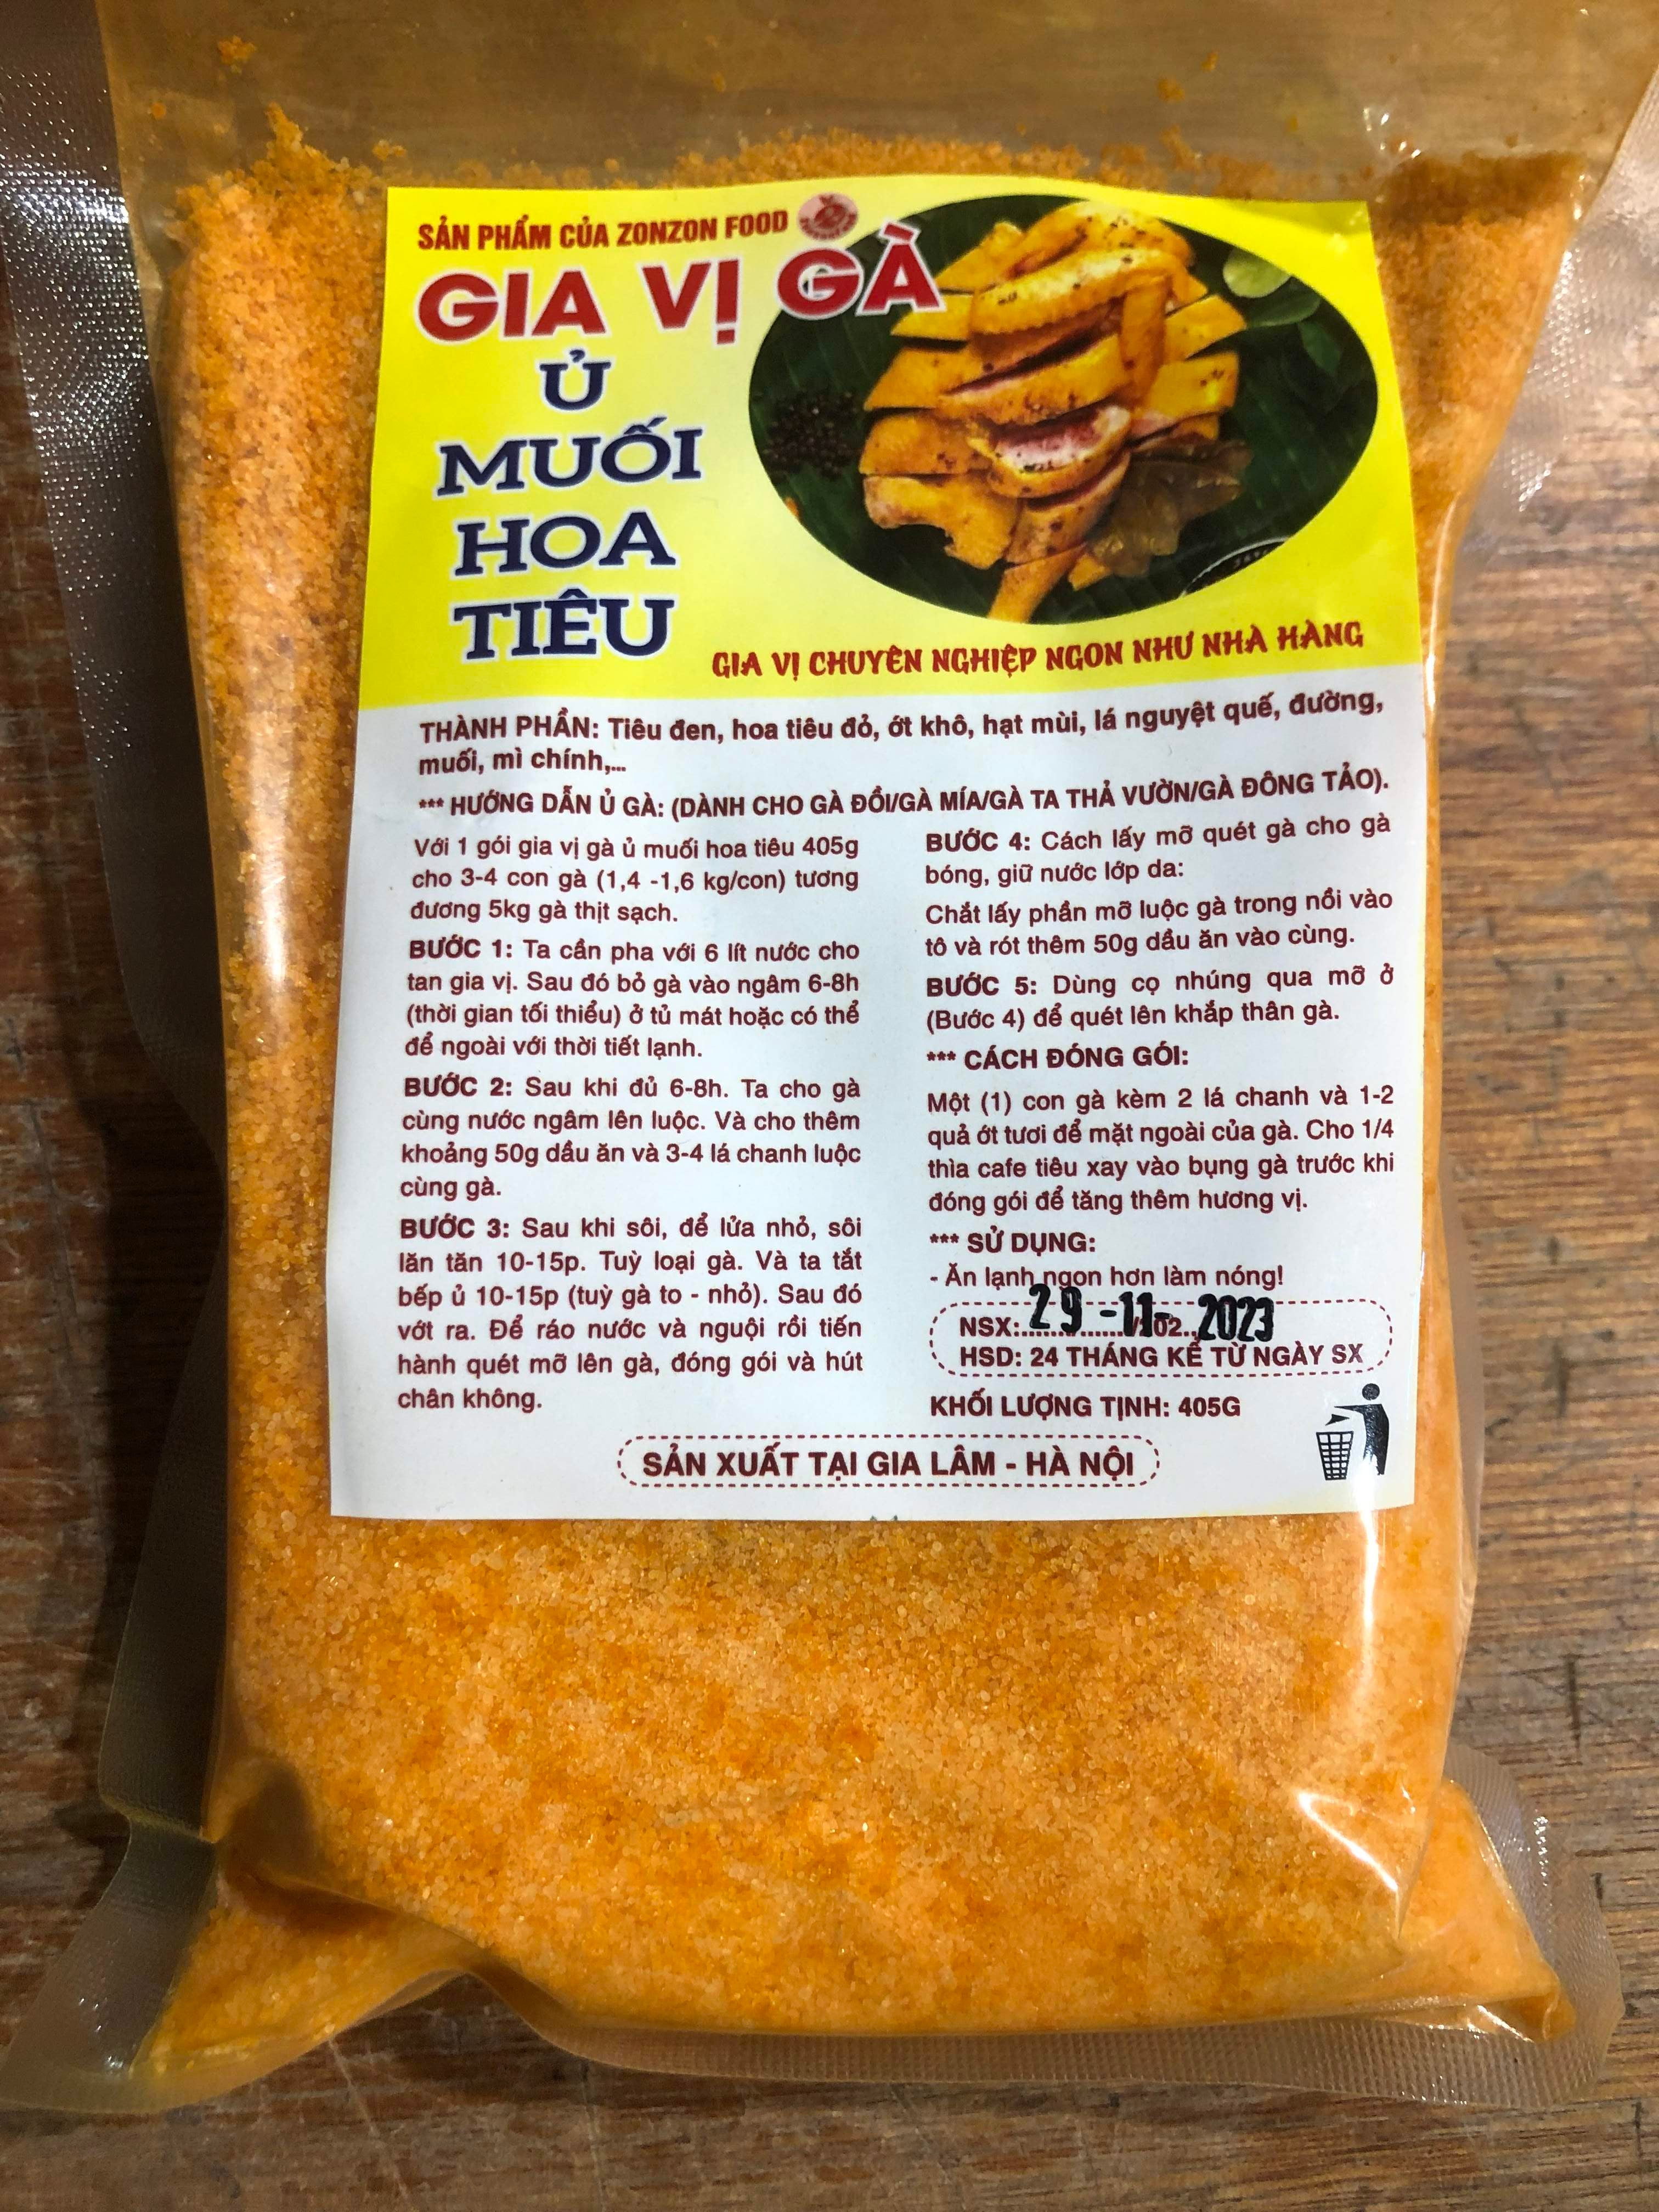 SẢN PHẨM CỦA ZONZON FOOD
GIA VỊ GÀ
Ủ
MUỐI
HOA
TIÊU
GIA VỊ CHUYÊN NGHIỆP NGON NHƯ NHÀ HÀNG
THÀNH PHẦN: Tiêu đen, hoa tiêu đỏ, ớt khô, hạt mùi, lá nguyệt quế, đường,
muối, mì chính,...
*** HƯỚNG DẪN Ủ GÀ: (DÀNH CHO GÀ ĐỒI/GÀ MÍA/GÀ TA THẢ VƯỜN/GÀ ĐÔNG TẢO).
Với 1 gói gia vị gà ủ muối hoa tiêu 405g
cho 3-4 con gà (1,4 -1,6 kg/con) tương
đương 5kg gà thịt sạch.
BƯỚC 1: Ta cần pha với 6 lít nước cho
tan gia vị. Sau đó bỏ gà vào ngâm 6-8h
(thời gian tối thiểu) ở tủ mát hoặc có thể
để ngoài với thời tiết lạnh.
BƯỚC 2: Sau khi đủ 6-8h. Ta cho gà
cùng nước ngâm lên luộc. Và cho thêm
khoảng 50g dầu ăn và 3-4 lá chanh luộc
cùng gà.
BƯỚC 3: Sau khi sôi, để lửa nhỏ, sôi
lăn tăn 10-15p. Tuỳ loại gà. Và ta tắt
bếp ủ 10-15p (tuỳ gà to - nhỏ). Sau đó
vớt ra. Để ráo nước và nguội rồi tiến
hành quét mỡ lên gà, đóng gói và hút
chân không.
BƯỚC 4: Cách lấy mỡ quét gà cho gà
bóng, giữ nước lớp da:
Chắt lấy phần mỡ luộc gà trong nồi vào
tô và rót thêm 50g dầu ăn vào cùng.
BƯỚC 5: Dùng cọ nhúng qua mỡ ở
(Bước 4) để quét lên khắp thân gà.
*** CÁCH ĐÓNG GÓI:
Một (1) con gà kèm 2 lá chanh và 1-2
quả ớt tươi để mặt ngoài của gà. Cho 1/4
thìa cafe tiêu xay vào bụng gà trước khi
đóng gói để tăng thêm hương vị.
*** SỬ DỤNG:
- Ăn lạnh ngon hơn làm nóng!
NSX: 29-11-2023
HSD: 24 THÁNG KỂ TỪ NGÀY SX
KHỐI LƯỢNG TỊNH: 405G
SẢN XUẤT TẠI GIA LÂM - HÀ NỘI